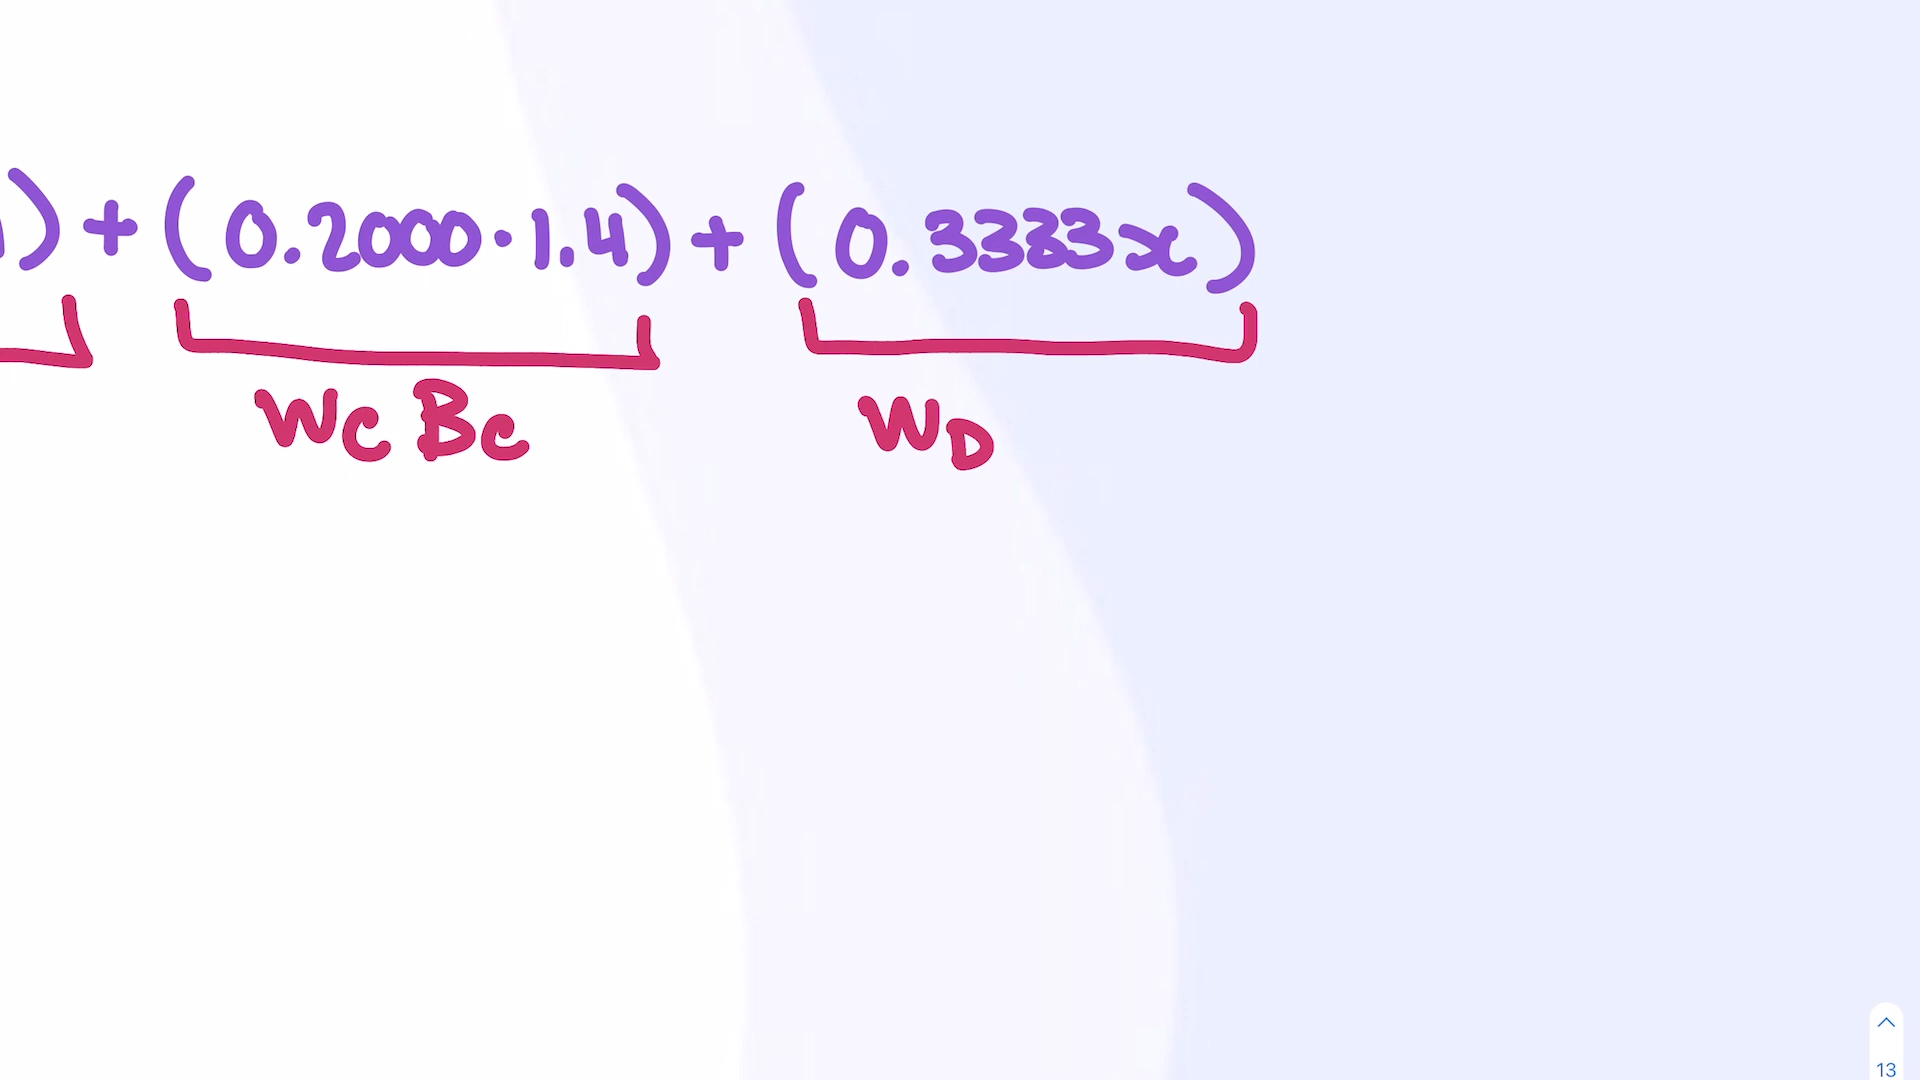 ) + ( 0.2000 · 1.4 ) + ( 0.3333x )
WC BC WD
13